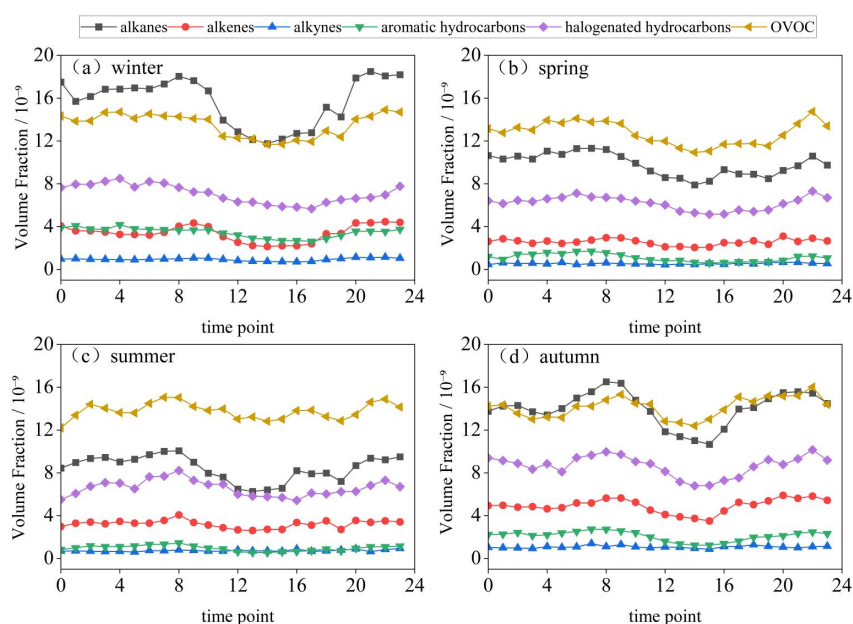 alkanes alkenes alkynes aromatic hydrocarbons halogenated hydrocarbons OVOC
（a）winter
20
16
12
8
4
0
Volume Fraction / 10⁻⁹
0 4 8 12 16 20 24
time point
（b）spring
20
16
12
8
4
0
Volume Fraction / 10⁻⁹
0 4 8 12 16 20 24
time point
（c）summer
20
16
12
8
4
0
Volume Fraction / 10⁻⁹
0 4 8 12 16 20 24
time point
（d）autumn
20
16
12
8
4
0
Volume Fraction / 10⁻⁹
0 4 8 12 16 20 24
time point